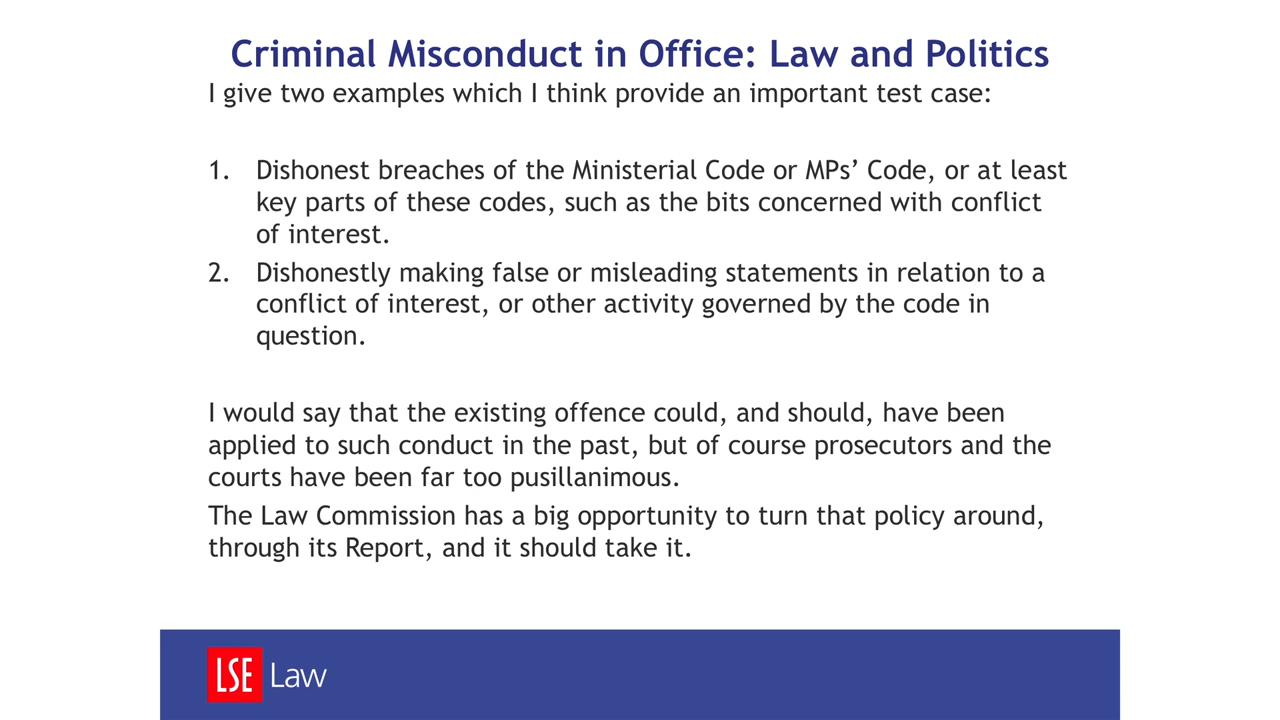 Criminal Misconduct in Office: Law and Politics
I give two examples which I think provide an important test case:
1. Dishonest breaches of the Ministerial Code or MPs’ Code, or at least
key parts of these codes, such as the bits concerned with conflict
of interest.
2. Dishonestly making false or misleading statements in relation to a
conflict of interest, or other activity governed by the code in
question.
I would say that the existing offence could, and should, have been
applied to such conduct in the past, but of course prosecutors and the
courts have been far too pusillanimous.
The Law Commission has a big opportunity to turn that policy around,
through its Report, and it should take it.
LSE Law